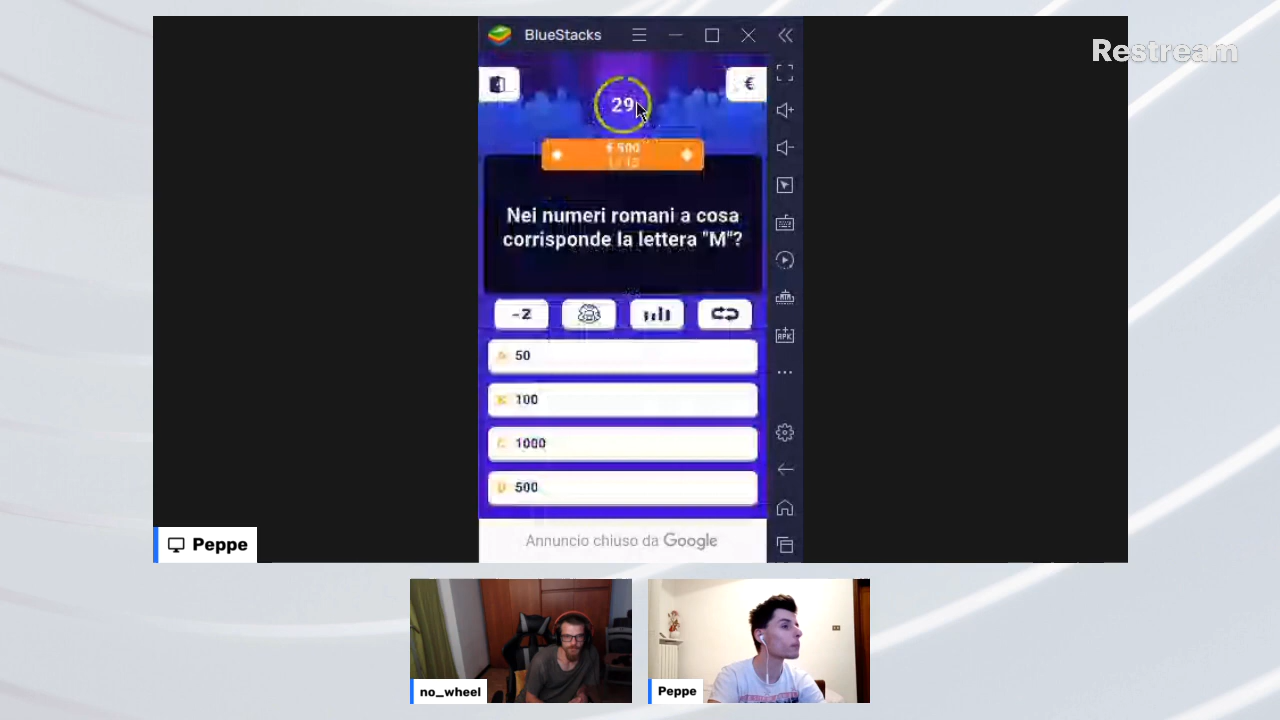 BlueStacks
Restream
29
€ 500
Nei numeri romani a cosa
corrisponde la lettera "M"?
-2
50
100
1000
500
Annuncio chiuso da Google
Peppe
no_wheel
Peppe